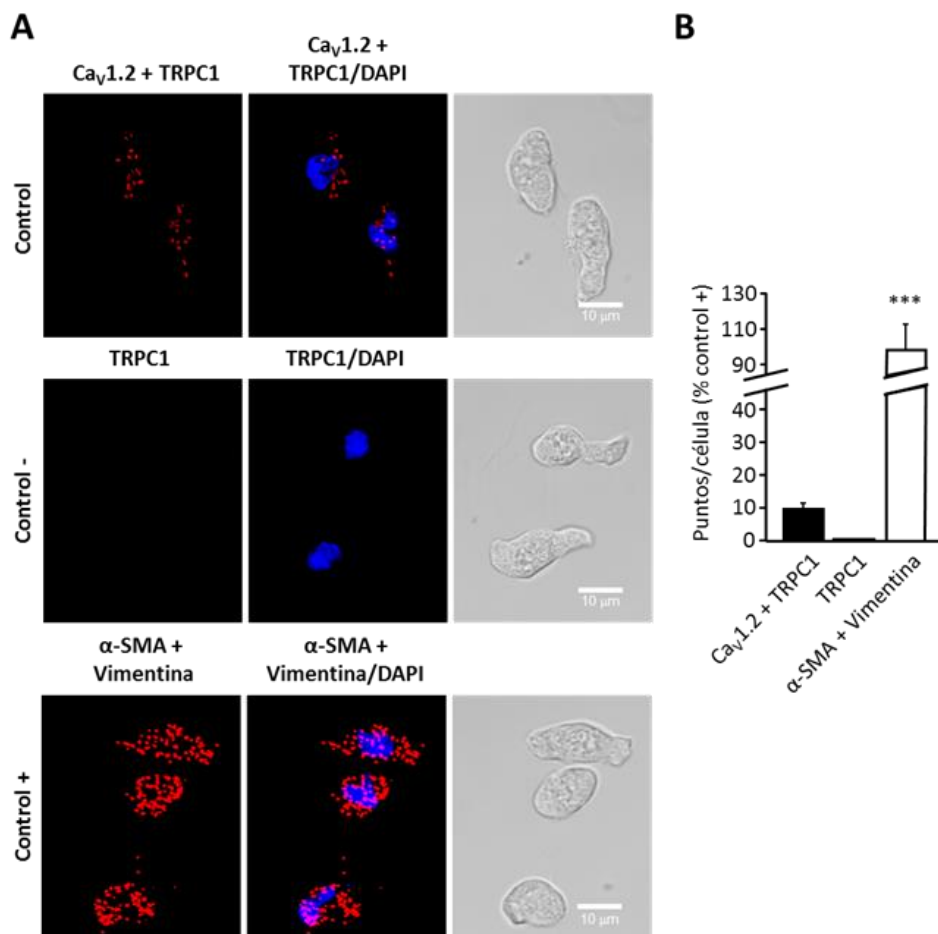 A
B
CaV1.2 + TRPC1
CaV1.2 +
TRPC1/DAPI
Control
10 µm
TRPC1
TRPC1/DAPI
Control -
10 µm
α-SMA +
Vimentina
α-SMA +
Vimentina/DAPI
Control +
10 µm
Puntos/célula (% control +)
130
110
90
40
30
20
10
0
***
CaV1.2 + TRPC1
TRPC1
α-SMA + Vimentina